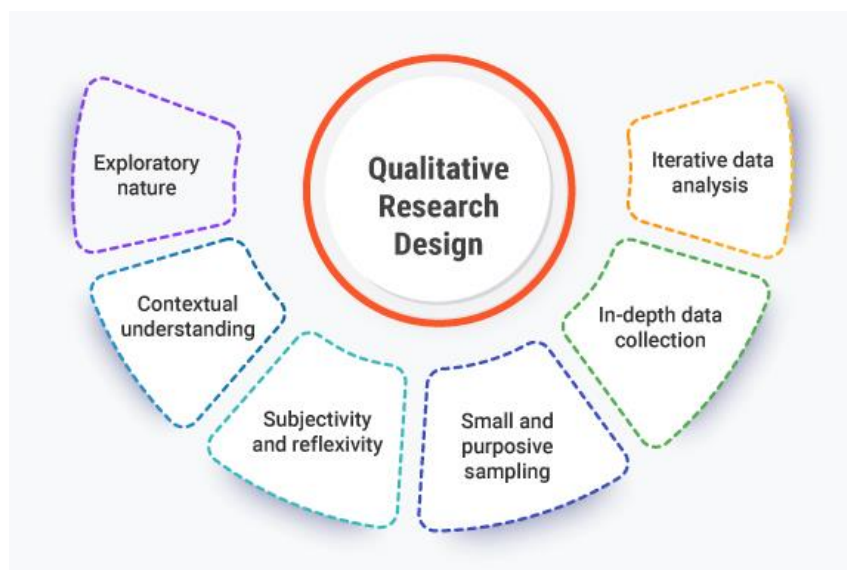 Qualitative
Research
Design
Exploratory
nature
Contextual
understanding
Subjectivity
and reflexivity
Small and
purposive
sampling
In-depth data
collection
Iterative data
analysis